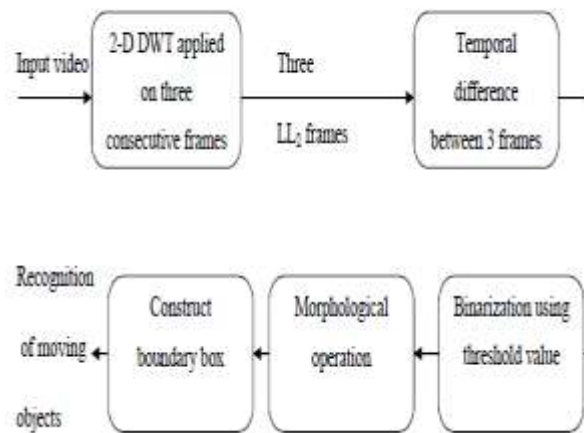 Input video
2-D DWT applied
on three
consecutive frames
Three
LL₂ frames
Temporal
difference
between 3 frames
Binarization using
threshold value
Morphological
operation
Construct
boundary box
Recognition
of moving
objects